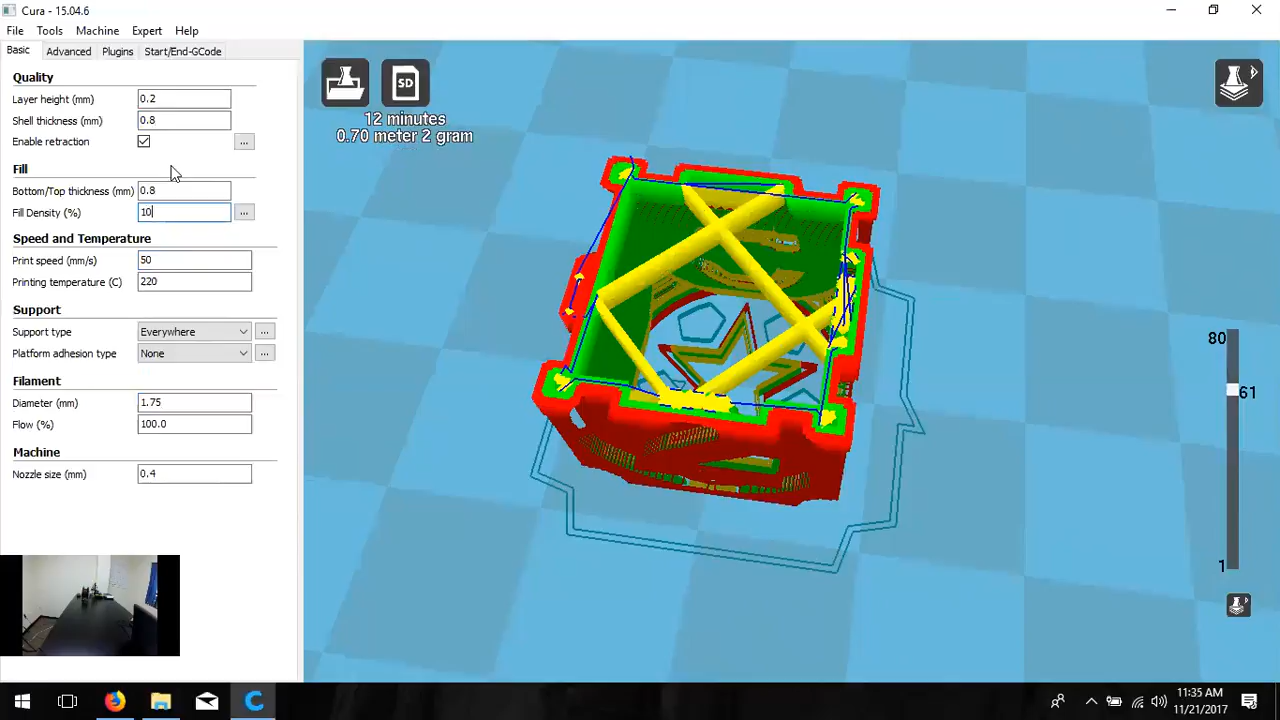 Cura - 15.04.6
File Tools Machine Expert Help
Basic Advanced Plugins Start/End-GCode
Quality
Layer height (mm) 0.2
Shell thickness (mm) 0.8
Enable retraction ...
Fill
Bottom/Top thickness (mm) 0.8
Fill Density (%) 10 ...
Speed and Temperature
Print speed (mm/s) 50
Printing temperature (C) 220
Support
Support type Everywhere ...
Platform adhesion type None ...
Filament
Diameter (mm) 1.75
Flow (%) 100.0
Machine
Nozzle size (mm) 0.4
SD
12 minutes
0.70 meter 2 gram
80
61
1
C
11:35 AM
11/21/2017